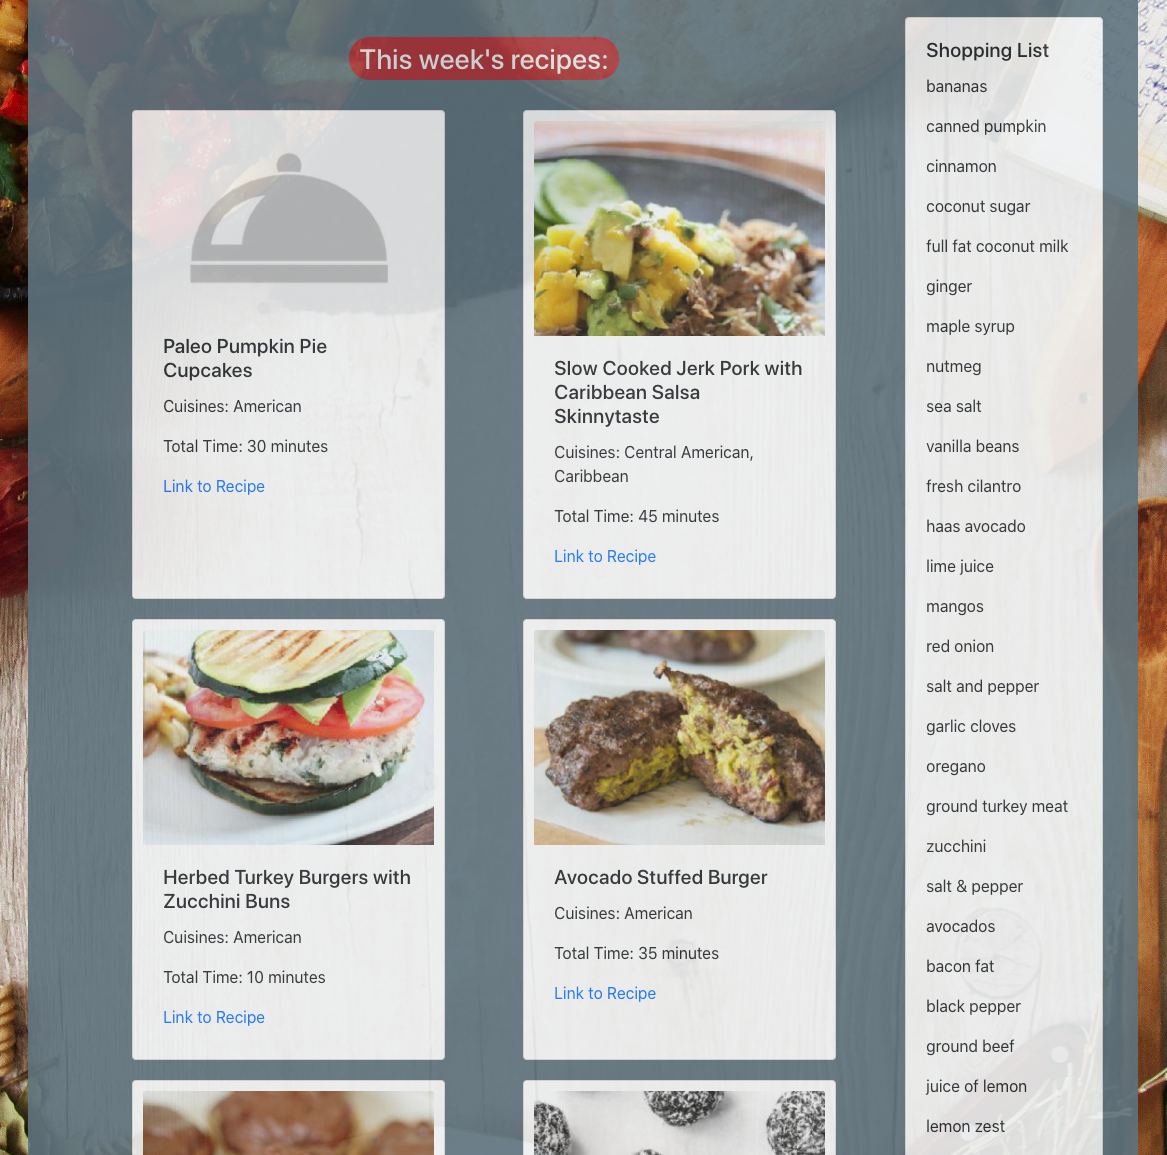 This week's recipes:
Paleo Pumpkin Pie
Cupcakes
Cuisines: American
Total Time: 30 minutes
Link to Recipe
Slow Cooked Jerk Pork with
Caribbean Salsa
Skinnytaste
Cuisines: Central American,
Caribbean
Total Time: 45 minutes
Link to Recipe
Herbed Turkey Burgers with
Zucchini Buns
Cuisines: American
Total Time: 10 minutes
Link to Recipe
Avocado Stuffed Burger
Cuisines: American
Total Time: 35 minutes
Link to Recipe
Shopping List
bananas
canned pumpkin
cinnamon
coconut sugar
full fat coconut milk
ginger
maple syrup
nutmeg
sea salt
vanilla beans
fresh cilantro
haas avocado
lime juice
mangos
red onion
salt and pepper
garlic cloves
oregano
ground turkey meat
zucchini
salt & pepper
avocados
bacon fat
black pepper
ground beef
juice of lemon
lemon zest